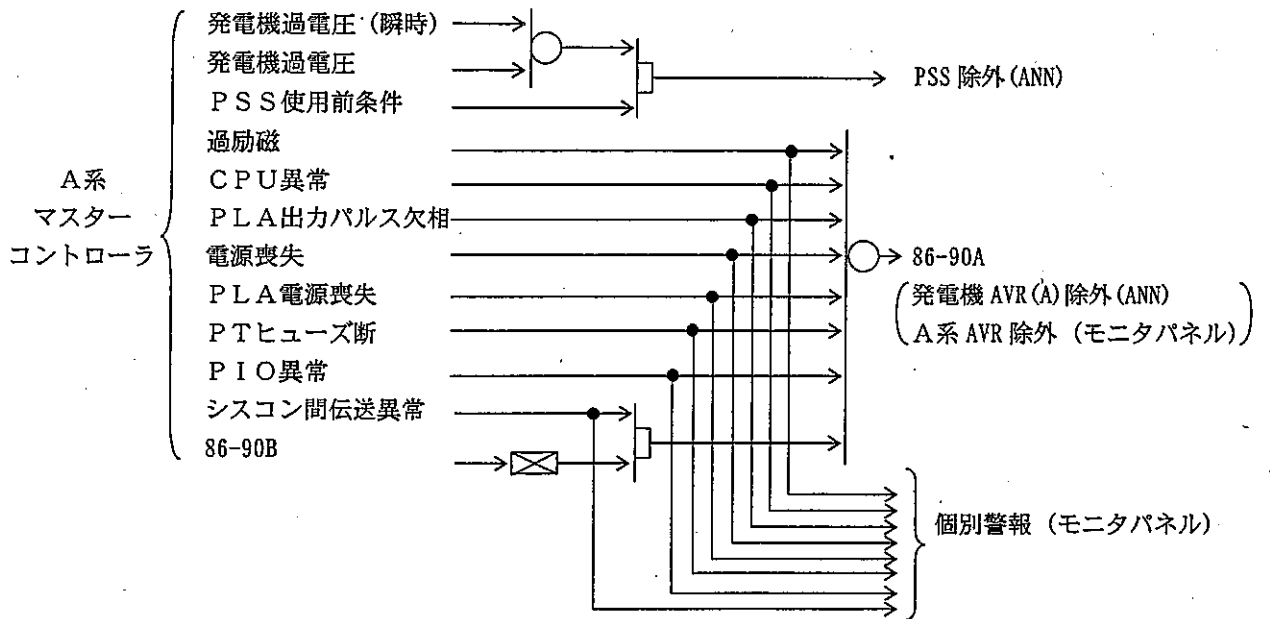 発電機過電圧（瞬時）
発電機過電圧
ＰＳＳ使用前条件
過励磁
ＣＰＵ異常
ＰＬＡ出力パルス欠相
電源喪失
ＰＬＡ電源喪失
ＰＴヒューズ断
ＰＩＯ異常
シスコン間伝送異常
86-90B
Ａ系
マスター
コントローラ
PSS 除外(ANN)
86-90A
発電機 AVR(A)除外(ANN)
Ａ系 AVR 除外（モニタパネル）
個別警報（モニタパネル）